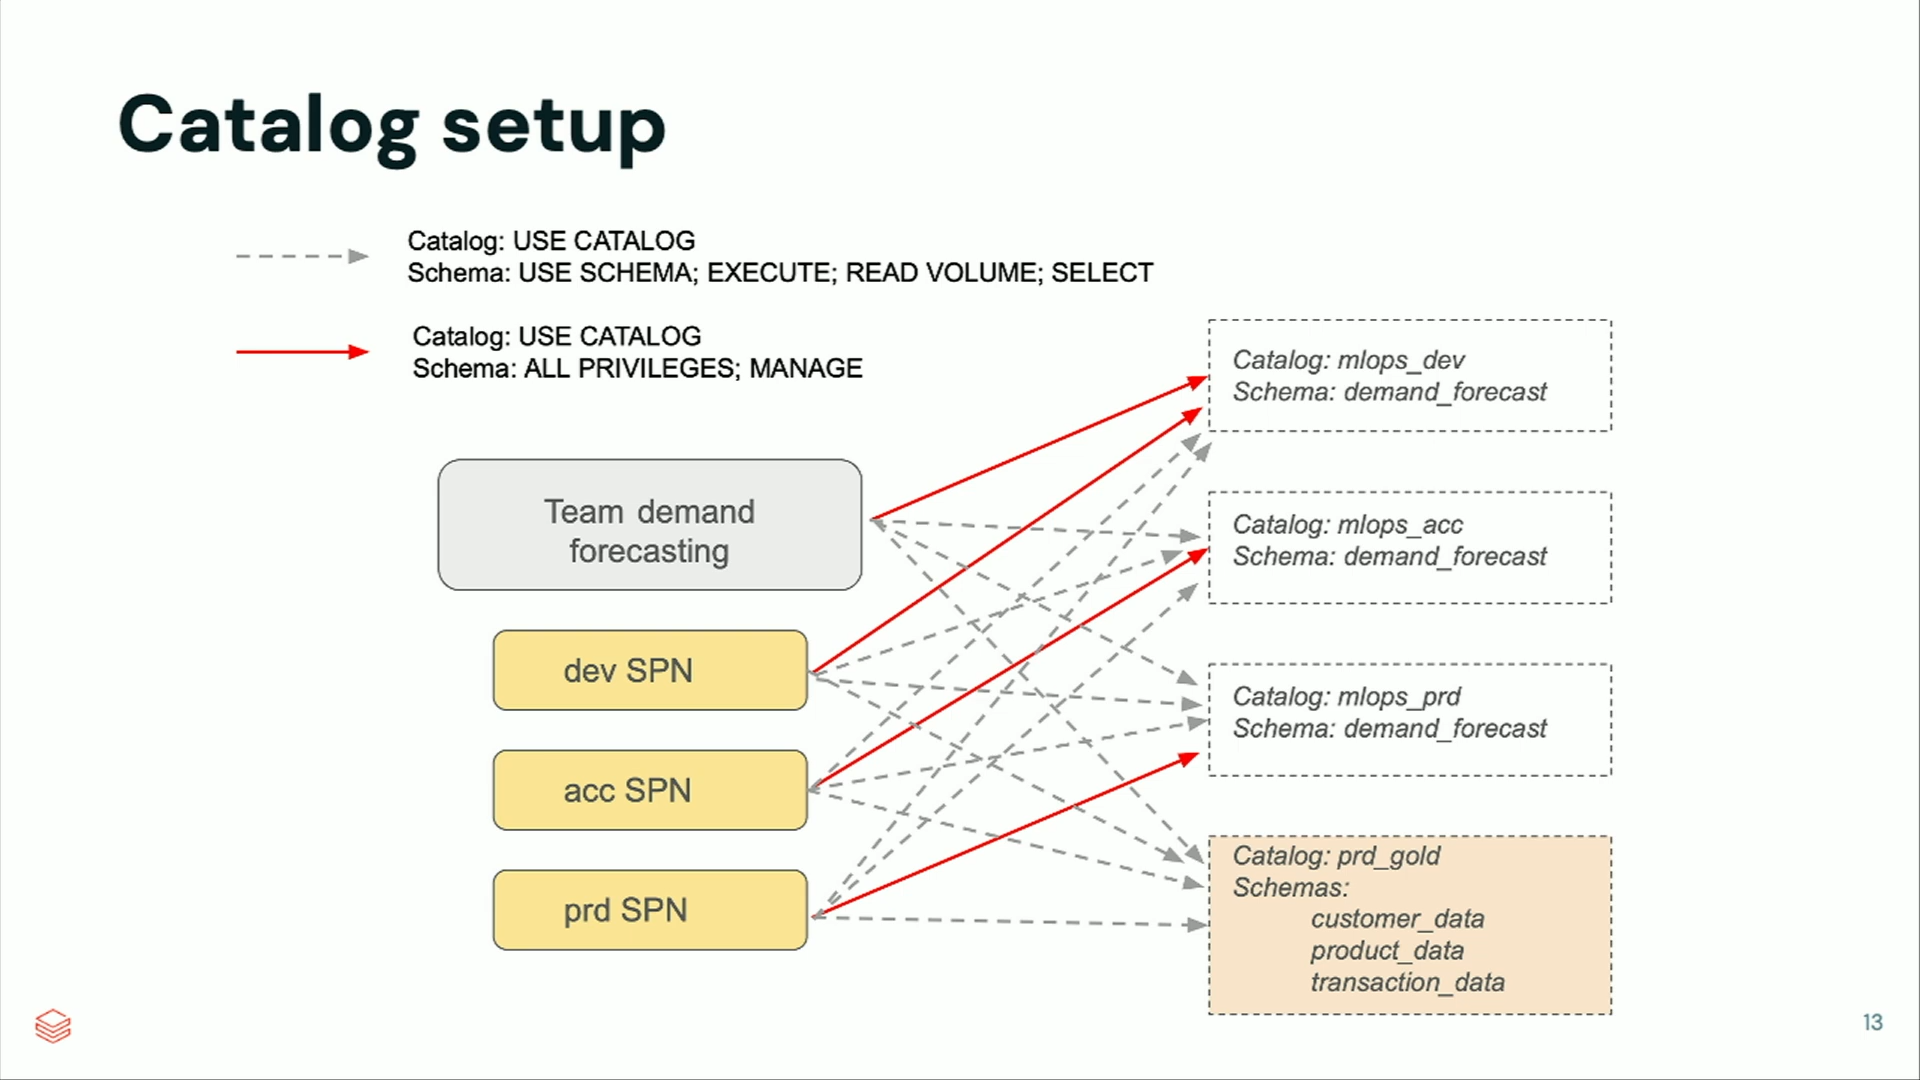 Catalog setup
Catalog: USE CATALOG
Schema: USE SCHEMA; EXECUTE; READ VOLUME; SELECT
Catalog: USE CATALOG
Schema: ALL PRIVILEGES; MANAGE
Team demand
forecasting
dev SPN
acc SPN
prd SPN
Catalog: mlops_dev
Schema: demand_forecast
Catalog: mlops_acc
Schema: demand_forecast
Catalog: mlops_prd
Schema: demand_forecast
Catalog: prd_gold
Schemas:
customer_data
product_data
transaction_data
13